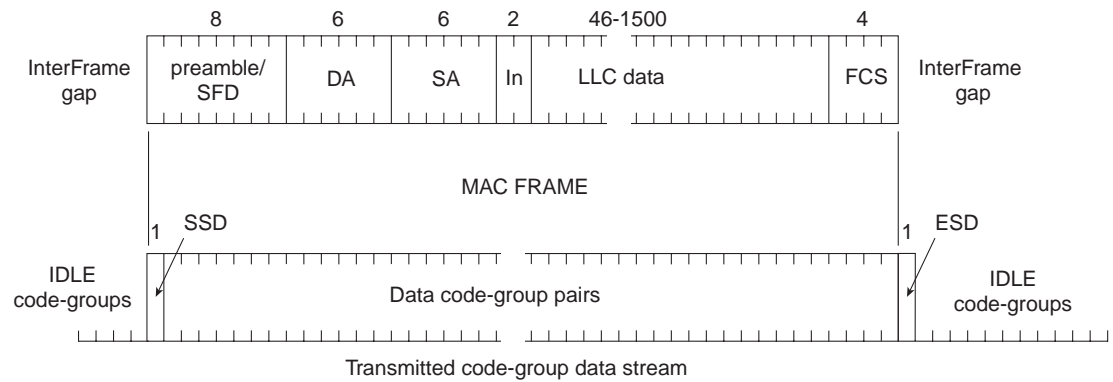 8 6 6 2 46-1500 4
InterFrame
gap
preamble/
SFD
DA
SA
In
LLC data
FCS
InterFrame
gap
MAC FRAME
1
SSD
1
ESD
IDLE
code-groups
Data code-group pairs
IDLE
code-groups
Transmitted code-group data stream